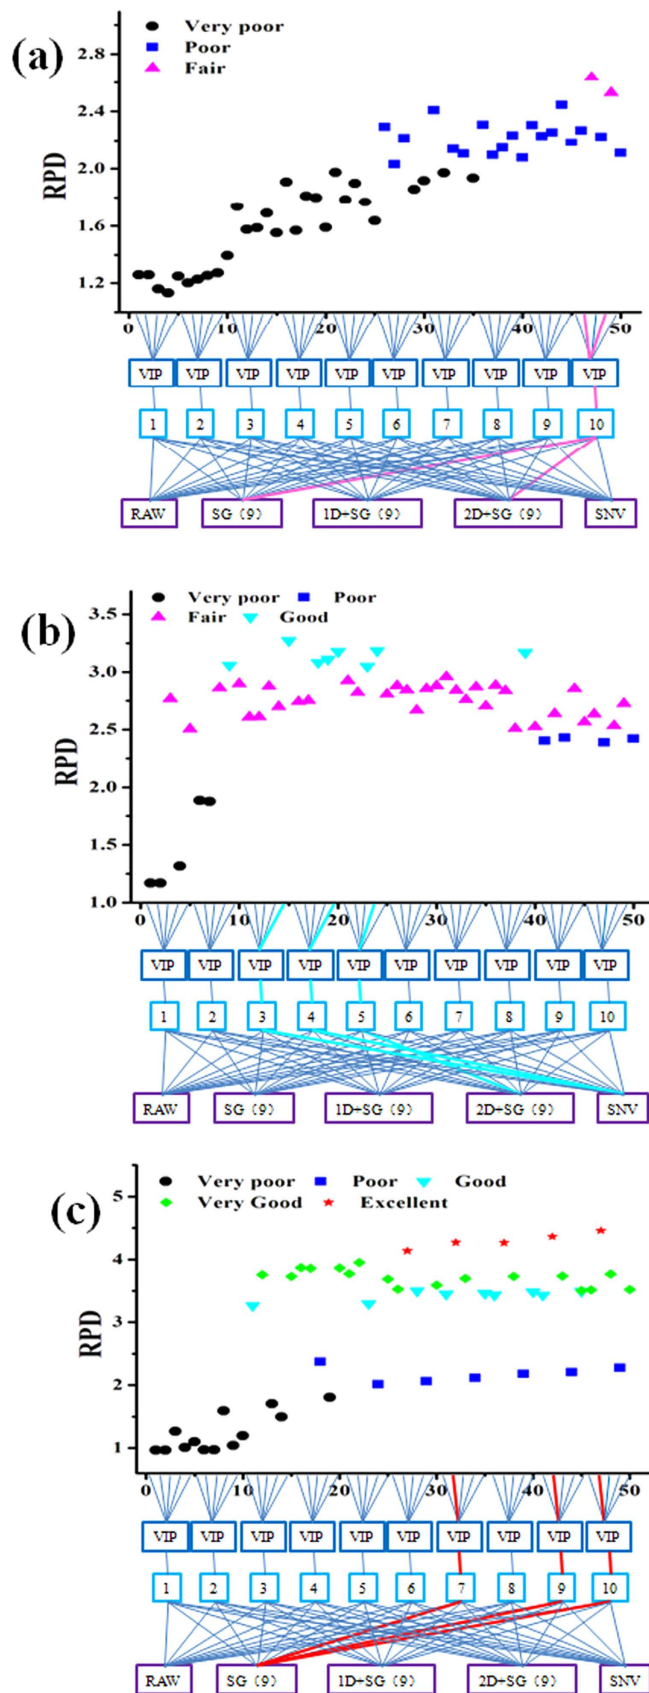 (a)
Very poor
Poor
Fair
RPD
2.8
2.4
2.0
1.6
1.2
0 10 20 30 40 50
VIP VIP VIP VIP VIP VIP VIP VIP VIP VIP
1 2 3 4 5 6 7 8 9 10
RAW SG（9） 1D+SG（9） 2D+SG（9） SNV
(b)
Very poor Poor
Fair Good
RPD
3.5
3.0
2.5
2.0
1.5
1.0
0 10 20 30 40 50
VIP VIP VIP VIP VIP VIP VIP VIP VIP VIP
1 2 3 4 5 6 7 8 9 10
RAW SG（9） 1D+SG（9） 2D+SG（9） SNV
(c)
Very poor Poor Good
Very Good Excellent
RPD
5
4
3
2
1
0 10 20 30 40 50
VIP VIP VIP VIP VIP VIP VIP VIP VIP VIP
1 2 3 4 5 6 7 8 9 10
RAW SG（9） 1D+SG（9） 2D+SG（9） SNV